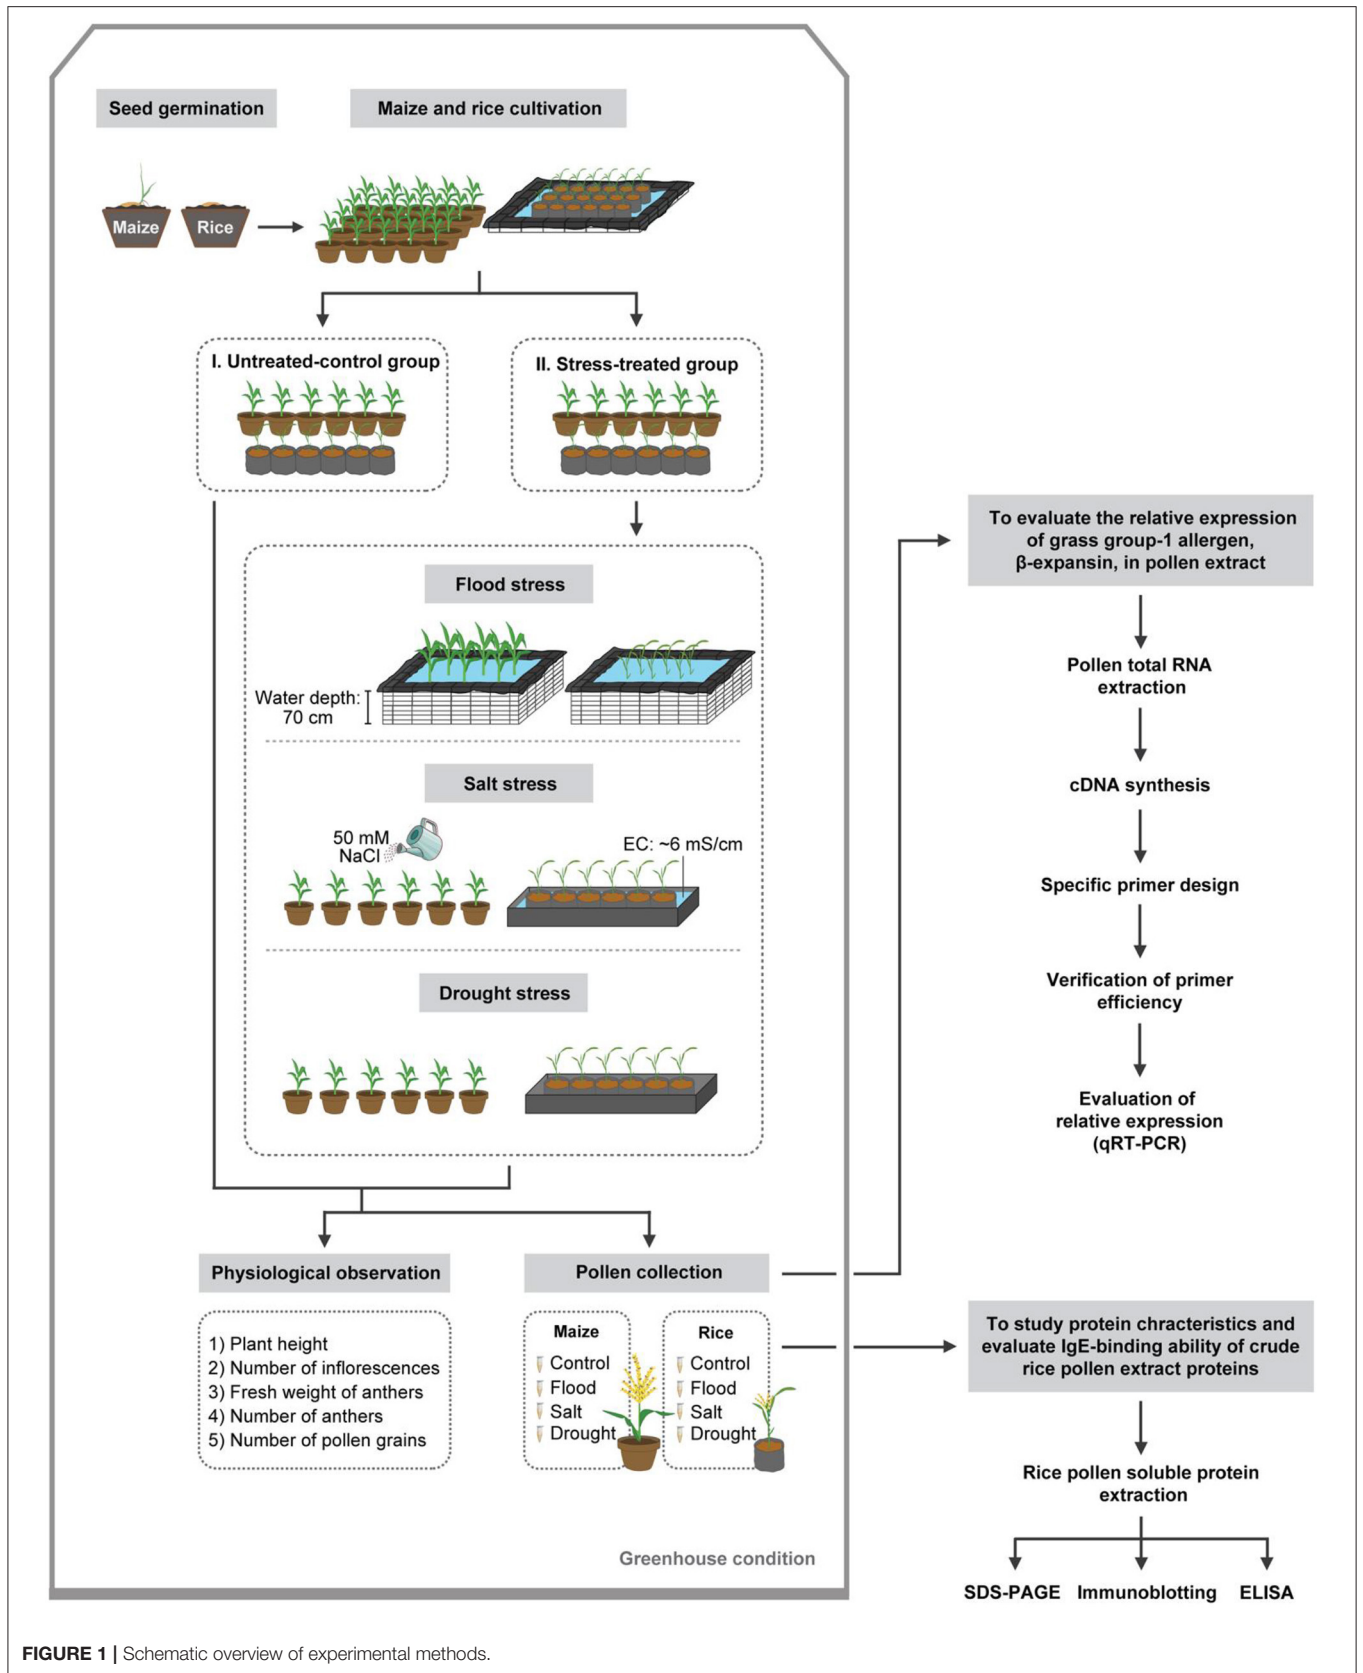 Seed germination
Maize and rice cultivation
Maize
Rice
I. Untreated-control group
II. Stress-treated group
Flood stress
Water depth:
70 cm
Salt stress
50 mM
NaCl
EC: ~6 mS/cm
Drought stress
Physiological observation
1) Plant height
2) Number of inflorescences
3) Fresh weight of anthers
4) Number of anthers
5) Number of pollen grains
Pollen collection
Maize
Control
Flood
Salt
Drought
Rice
Control
Flood
Salt
Drought
Greenhouse condition
To evaluate the relative expression
of grass group-1 allergen,
β-expansin, in pollen extract
Pollen total RNA
extraction
cDNA synthesis
Specific primer design
Verification of primer
efficiency
Evaluation of
relative expression
(qRT-PCR)
To study protein chracteristics and
evaluate IgE-binding ability of crude
rice pollen extract proteins
Rice pollen soluble protein
extraction
SDS-PAGE
Immunoblotting
ELISA
FIGURE 1 | Schematic overview of experimental methods.